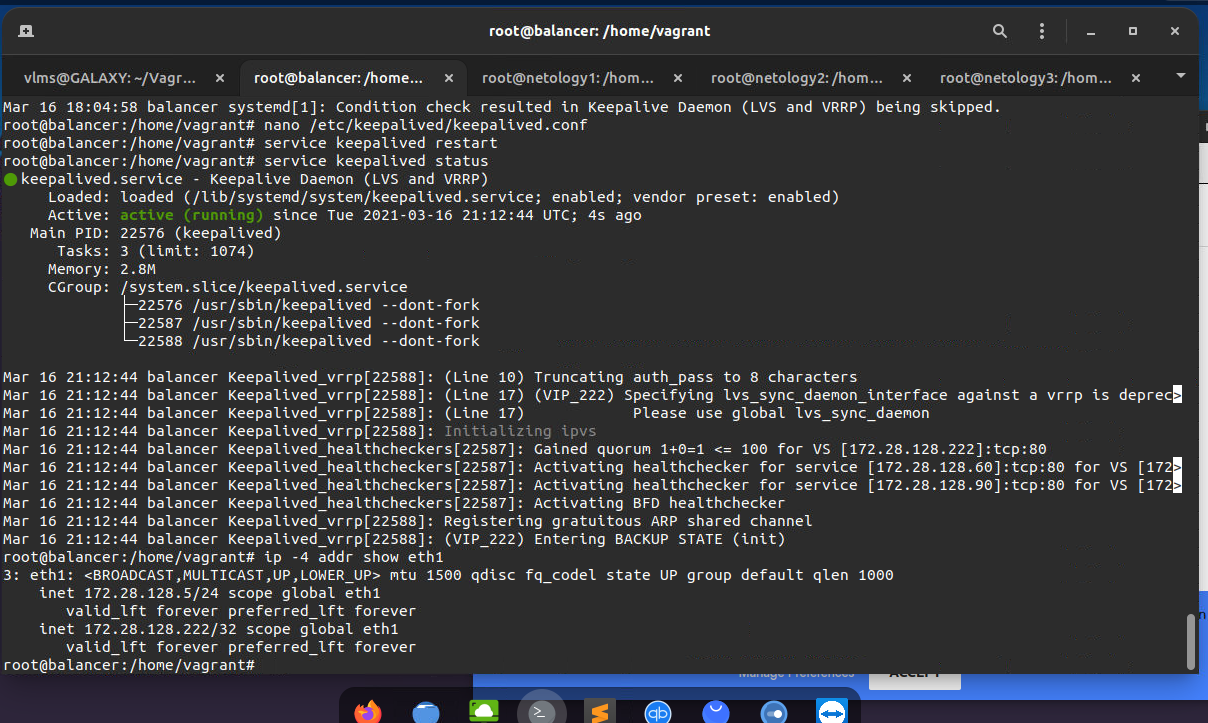 root@balancer: /home/vagrant
vlms@GALAXY: ~/Vagr...
root@balancer: /home...
root@netology1: /hom...
root@netology2: /hom...
root@netology3: /hom...
Mar 16 18:04:58 balancer systemd[1]: Condition check resulted in Keepalive Daemon (LVS and VRRP) being skipped.
root@balancer:/home/vagrant# nano /etc/keepalived/keepalived.conf
root@balancer:/home/vagrant# service keepalived restart
root@balancer:/home/vagrant# service keepalived status
● keepalived.service - Keepalive Daemon (LVS and VRRP)
     Loaded: loaded (/lib/systemd/system/keepalived.service; enabled; vendor preset: enabled)
     Active: active (running) since Tue 2021-03-16 21:12:44 UTC; 4s ago
   Main PID: 22576 (keepalived)
      Tasks: 3 (limit: 1074)
     Memory: 2.8M
     CGroup: /system.slice/keepalived.service
             ├─22576 /usr/sbin/keepalived --dont-fork
             ├─22587 /usr/sbin/keepalived --dont-fork
             └─22588 /usr/sbin/keepalived --dont-fork
Mar 16 21:12:44 balancer Keepalived_vrrp[22588]: (Line 10) Truncating auth_pass to 8 characters
Mar 16 21:12:44 balancer Keepalived_vrrp[22588]: (Line 17) (VIP_222) Specifying lvs_sync_daemon_interface against a vrrp is deprec>
Mar 16 21:12:44 balancer Keepalived_vrrp[22588]: (Line 17)            Please use global lvs_sync_daemon
Mar 16 21:12:44 balancer Keepalived_vrrp[22588]: Initializing ipvs
Mar 16 21:12:44 balancer Keepalived_healthcheckers[22587]: Gained quorum 1+0=1 <= 100 for VS [172.28.128.222]:tcp:80
Mar 16 21:12:44 balancer Keepalived_healthcheckers[22587]: Activating healthchecker for service [172.28.128.60]:tcp:80 for VS [172>
Mar 16 21:12:44 balancer Keepalived_healthcheckers[22587]: Activating healthchecker for service [172.28.128.90]:tcp:80 for VS [172>
Mar 16 21:12:44 balancer Keepalived_healthcheckers[22587]: Activating BFD healthchecker
Mar 16 21:12:44 balancer Keepalived_vrrp[22588]: Registering gratuitous ARP shared channel
Mar 16 21:12:44 balancer Keepalived_vrrp[22588]: (VIP_222) Entering BACKUP STATE (init)
root@balancer:/home/vagrant# ip -4 addr show eth1
3: eth1: <BROADCAST,MULTICAST,UP,LOWER_UP> mtu 1500 qdisc fq_codel state UP group default qlen 1000
    inet 172.28.128.5/24 scope global eth1
       valid_lft forever preferred_lft forever
    inet 172.28.128.222/32 scope global eth1
       valid_lft forever preferred_lft forever
root@balancer:/home/vagrant#
Manage Preferences
ACCEPT
qb